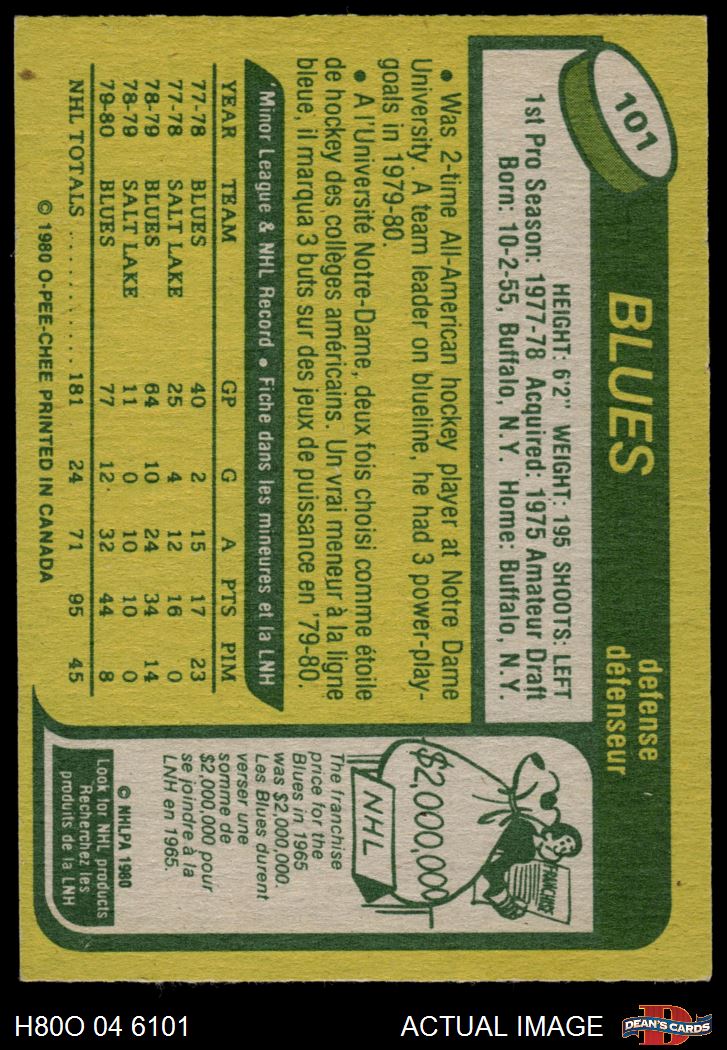 101
BLUES
defense
défenseur
HEIGHT: 6'2" WEIGHT: 195 SHOOTS: LEFT
1st Pro Season: 1977-78 Acquired: 1975 Amateur Draft
Born: 10-2-55, Buffalo, N.Y. Home: Buffalo, N.Y.
• Was 2-time All-American hockey player at Notre Dame
University. A team leader on blueline, he had 3 power-play-
goals in 1979-80.
• A l'Université Notre-Dame, deux fois choisi comme étoile
de hockey des collèges américains. Un vrai meneur à la ligne
bleue, il marqua 3 buts sur des jeux de puissance en '79-80.
'Minor League & NHL Record • Fiche dans les mineures et la LNH
YEAR TEAM GP G A PTS PIM
77-78 BLUES 40 2 15 17 23
77-78 SALT LAKE 25 4 12 16 0
78-79 BLUES 64 10 24 34 14
78-79 SALT LAKE 11 0 10 10 0
79-80 BLUES 77 12 32 44 8
NHL TOTALS ............ 181 24 71 95 45
© 1980 O-PEE-CHEE PRINTED IN CANADA
FRANCHISE
$2,000,000
NHL
The franchise
price for the
Blues in 1965
was $2,000,000.
Les Blues durent
verser une
somme de
$2,000,000 pour
se joindre à la
LNH en 1965.
© NHLPA 1980
Look for NHL products
Recherchez les
produits de la LNH
H80O 04 6101
ACTUAL IMAGE
D
DEAN'S CARDS